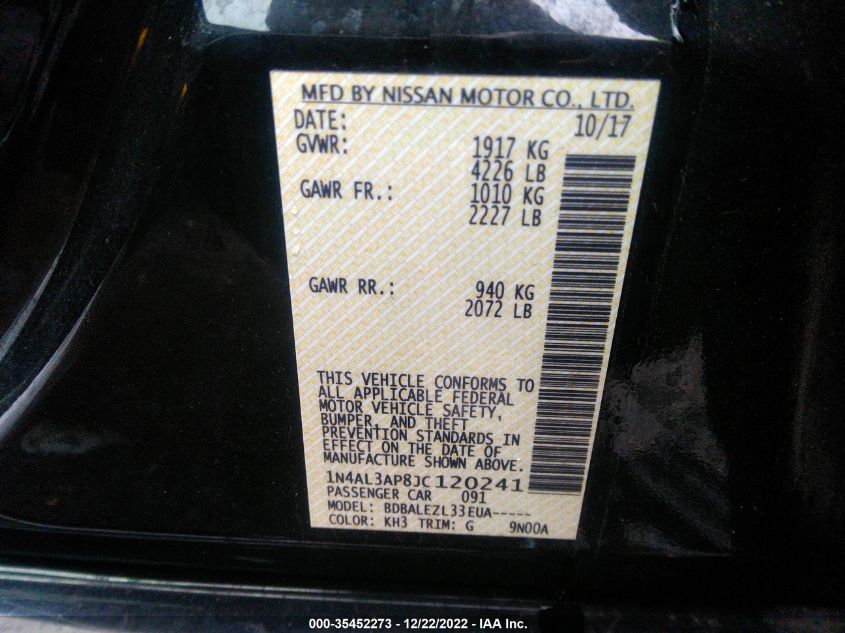 MFD BY NISSAN MOTOR CO., LTD.
DATE: 10/17
GVWR: 1917 KG
4226 LB
GAWR FR.: 1010 KG
2227 LB
GAWR RR.: 940 KG
2072 LB
THIS VEHICLE CONFORMS TO
ALL APPLICABLE FEDERAL
MOTOR VEHICLE SAFETY,
BUMPER, AND THEFT
PREVENTION STANDARDS IN
EFFECT ON THE DATE OF
MANUFACTURE SHOWN ABOVE.
1N4AL3AP8JC120241
PASSENGER CAR 091
MODEL: BDBALEZL33EUA-----
COLOR: KH3 TRIM: G 9N00A
000-35452273 - 12/22/2022 - IAA Inc.